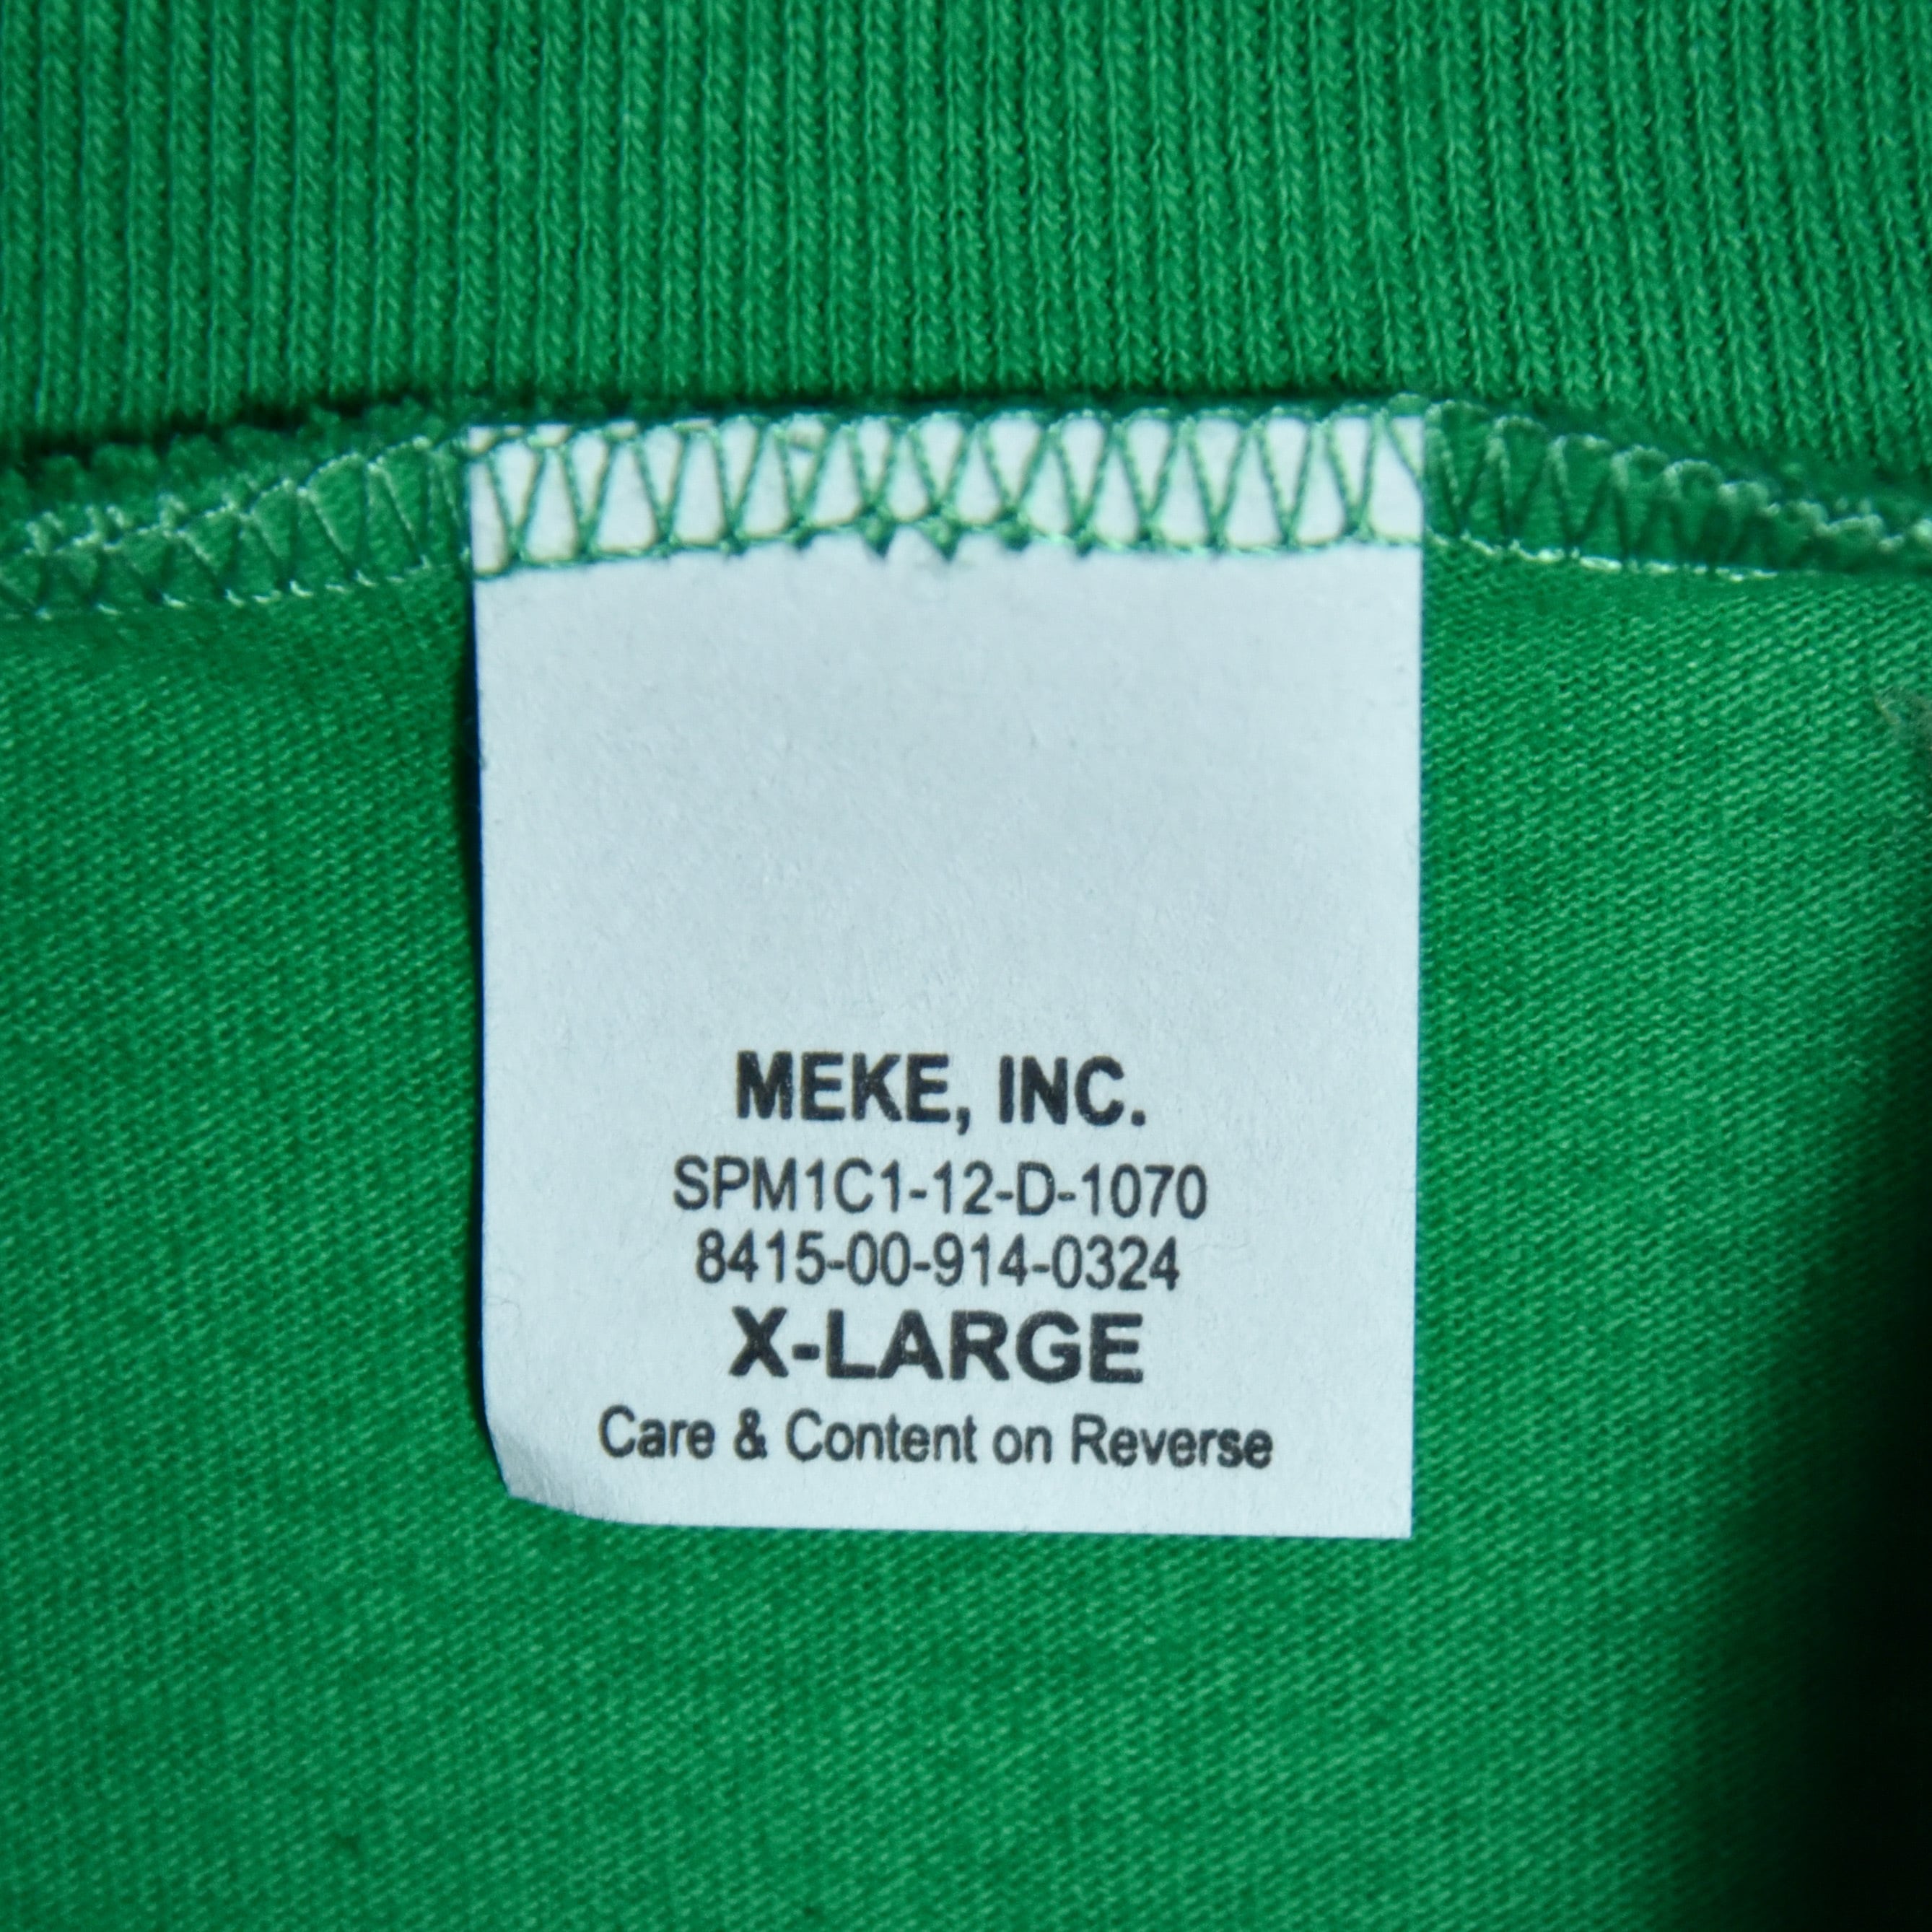 MEKE, INC.
SPM1C1-12-D-1070
8415-00-914-0324
X-LARGE
Care & Content on Reverse